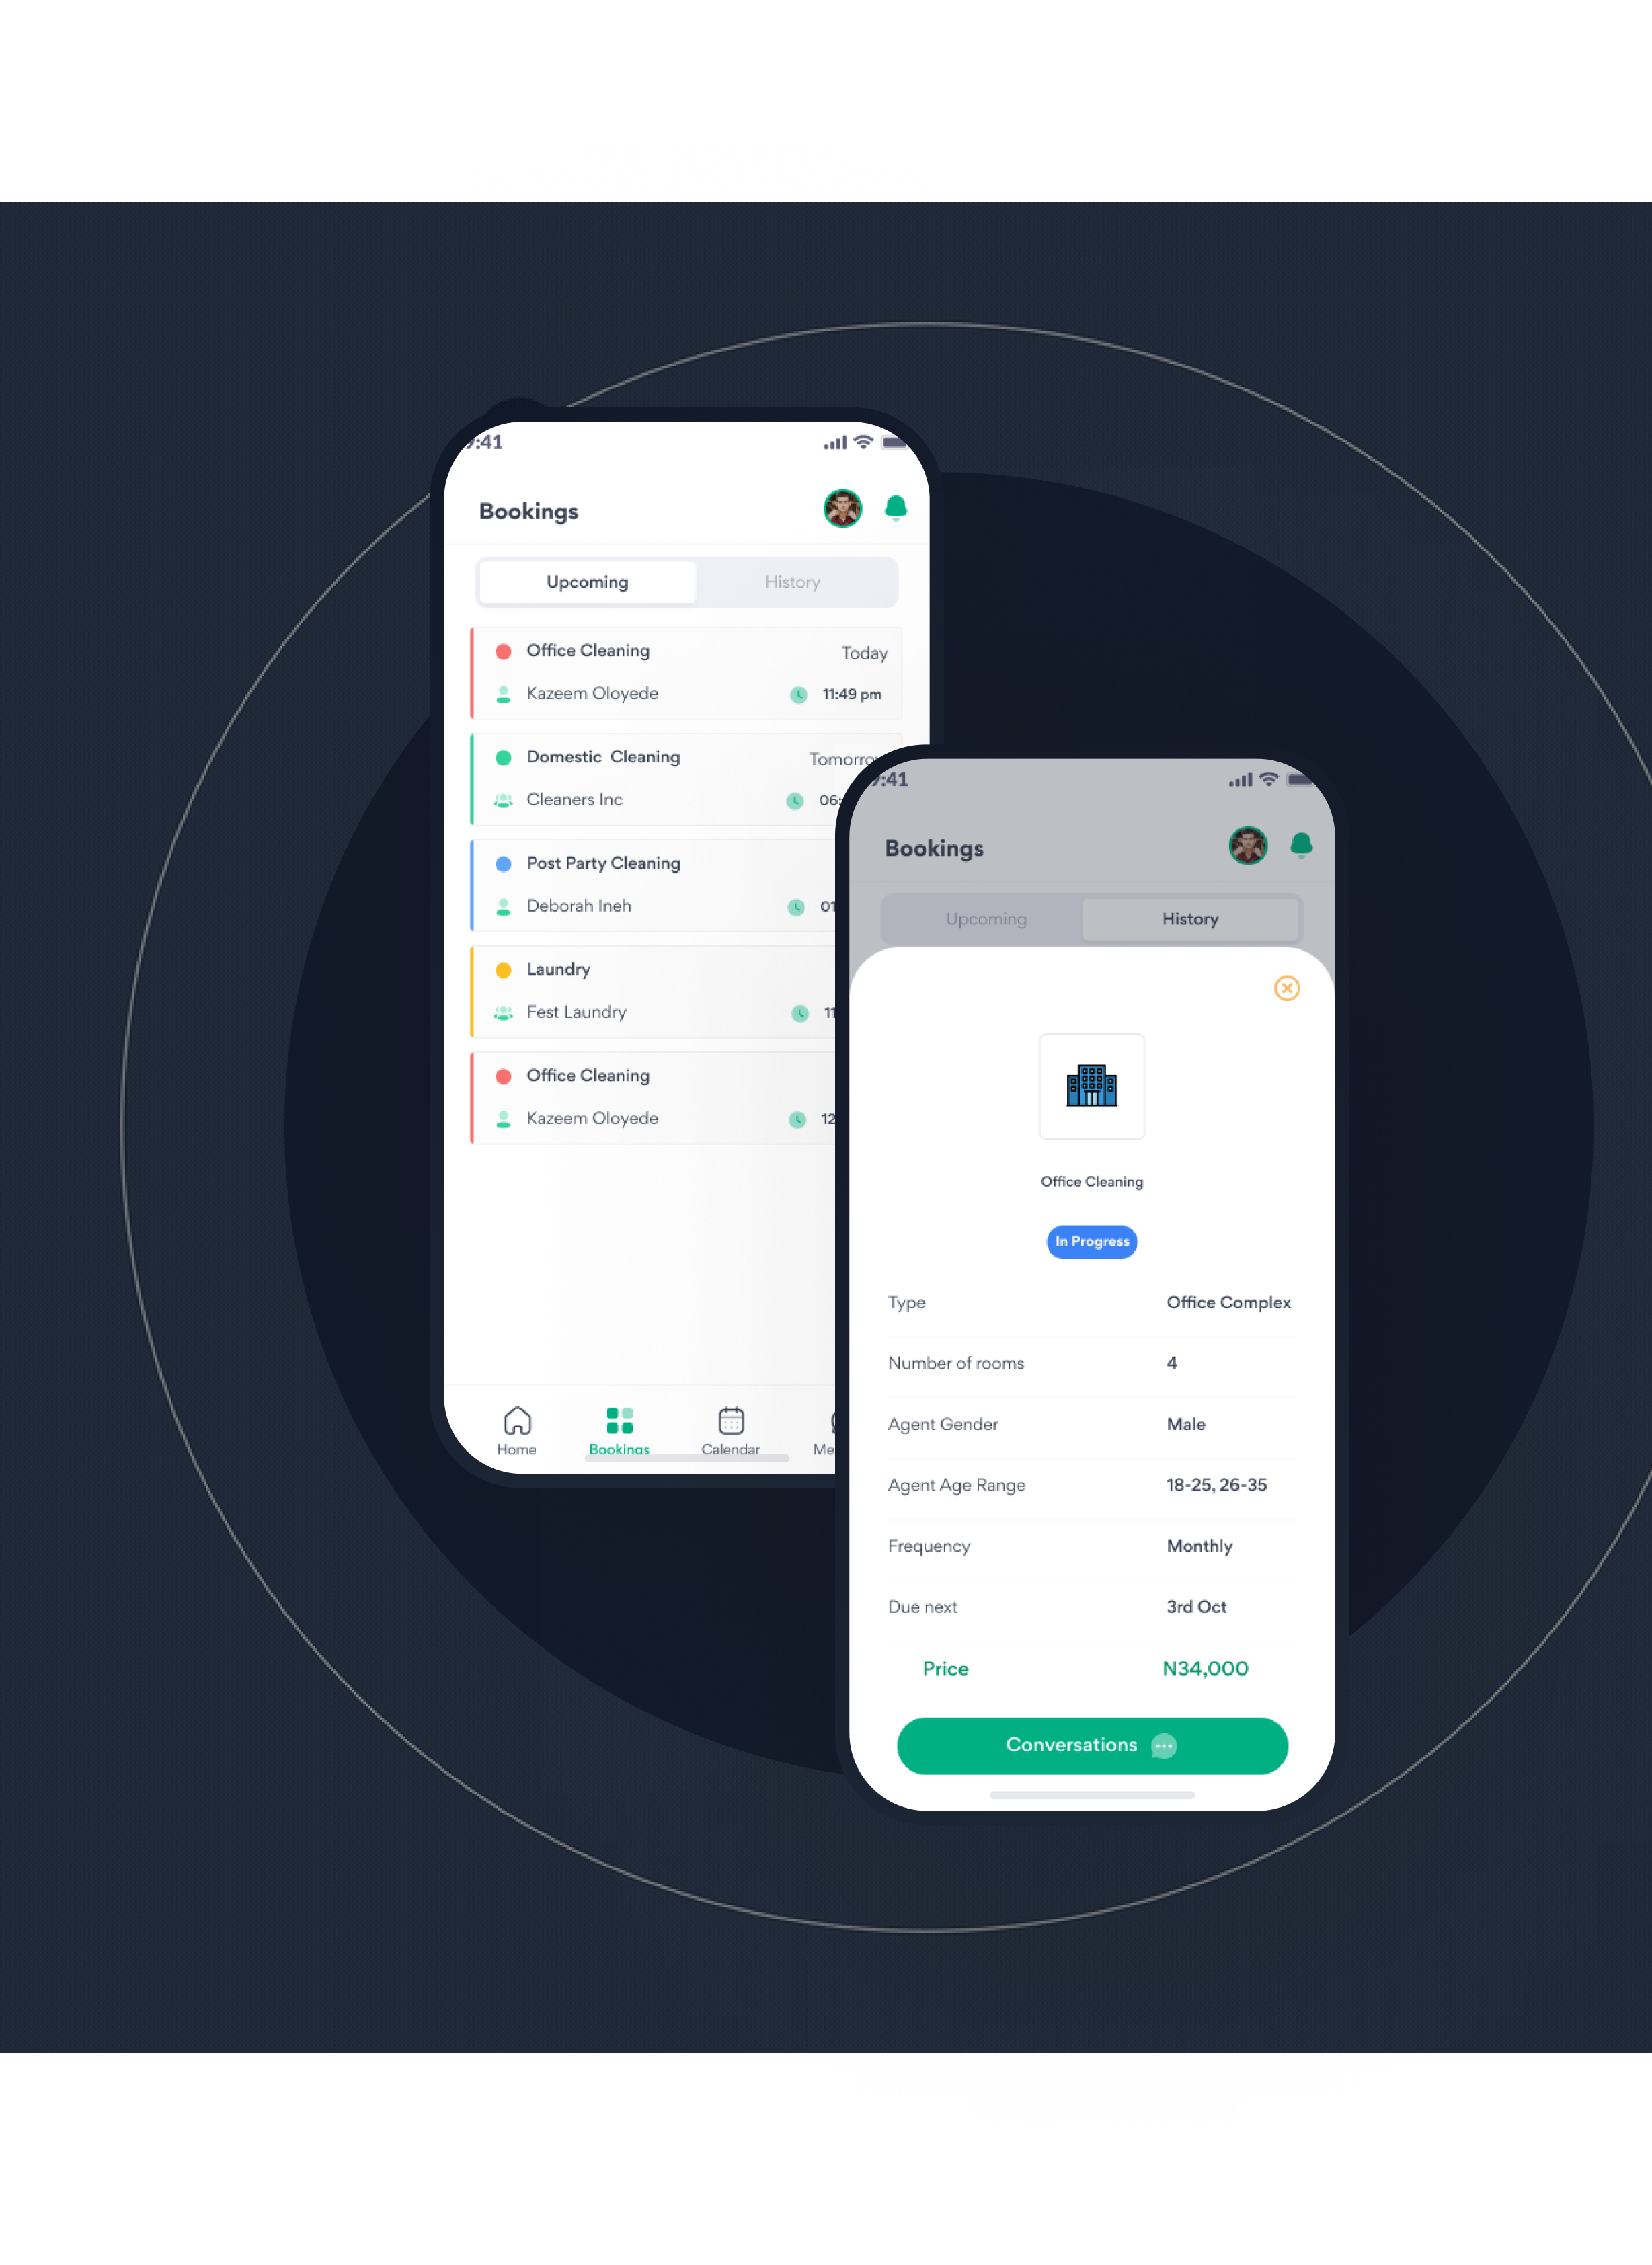 :41
Bookings
Upcoming History
Office Cleaning Today
Kazeem Oloyede 11:49 pm
Domestic Cleaning
Cleaners Inc 06:
Post Party Cleaning
Deborah Ineh 01
Laundry
Fest Laundry 11
Office Cleaning
Kazeem Oloyede 12
Home Bookings Calendar Me
:41
Bookings
Upcoming History
Office Cleaning
In Progress
Type Office Complex
Number of rooms 4
Agent Gender Male
Agent Age Range 18-25, 26-35
Frequency Monthly
Due next 3rd Oct
Price N34,000
Conversations